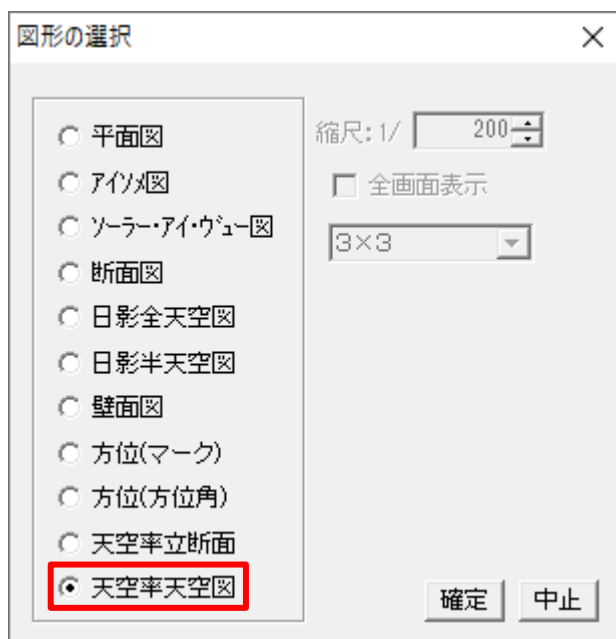 図形の選択
平面図
アイソメ図
ソーラー・アイ・ヴュー図
断面図
日影全天空図
日影半天空図
壁面図
方位(マーク)
方位(方位角)
天空率立断面
天空率天空図
縮尺:1/ 200
全画面表示
3×3
確定 中止